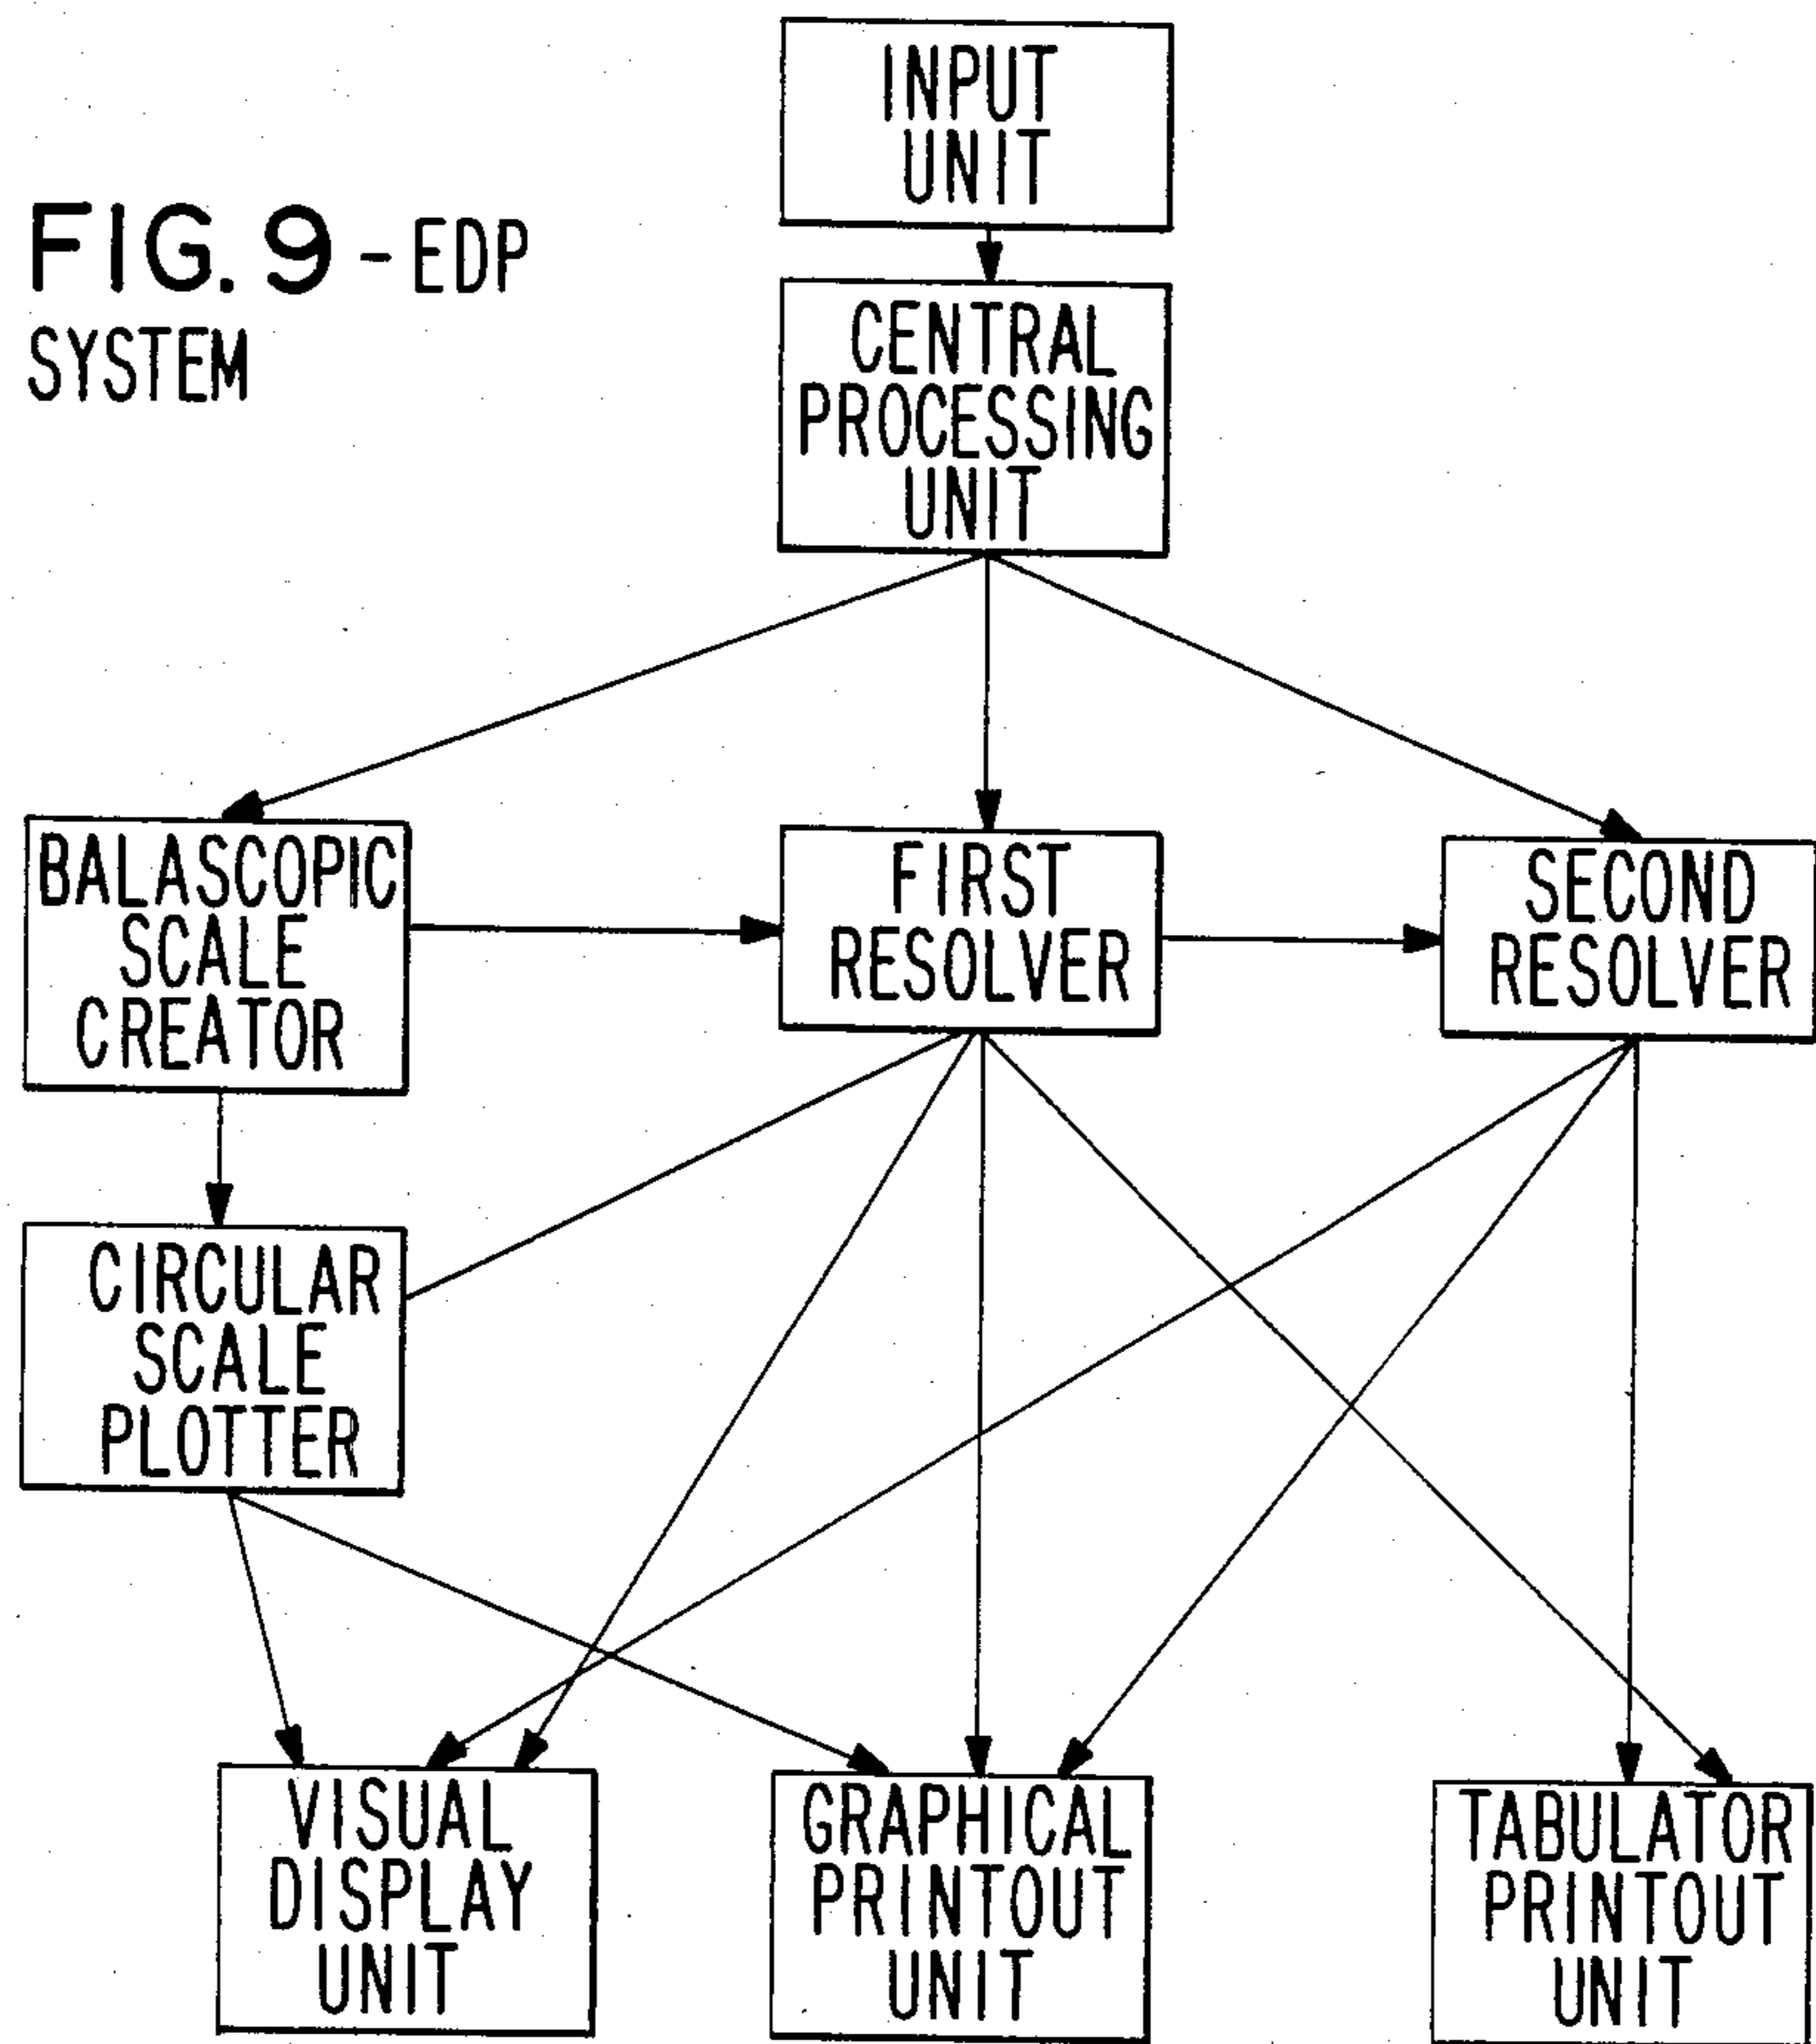 INPUT
UNIT
FIG. 9 - EDP
SYSTEM
CENTRAL
PROCESSING
UNIT
BALASCOPIC
SCALE
CREATOR
FIRST
RESOLVER
SECOND
RESOLVER
CIRCULAR
SCALE
PLOTTER
VISUAL
DISPLAY
UNIT
GRAPHICAL
PRINTOUT
UNIT
TABULATOR
PRINTOUT
UNIT